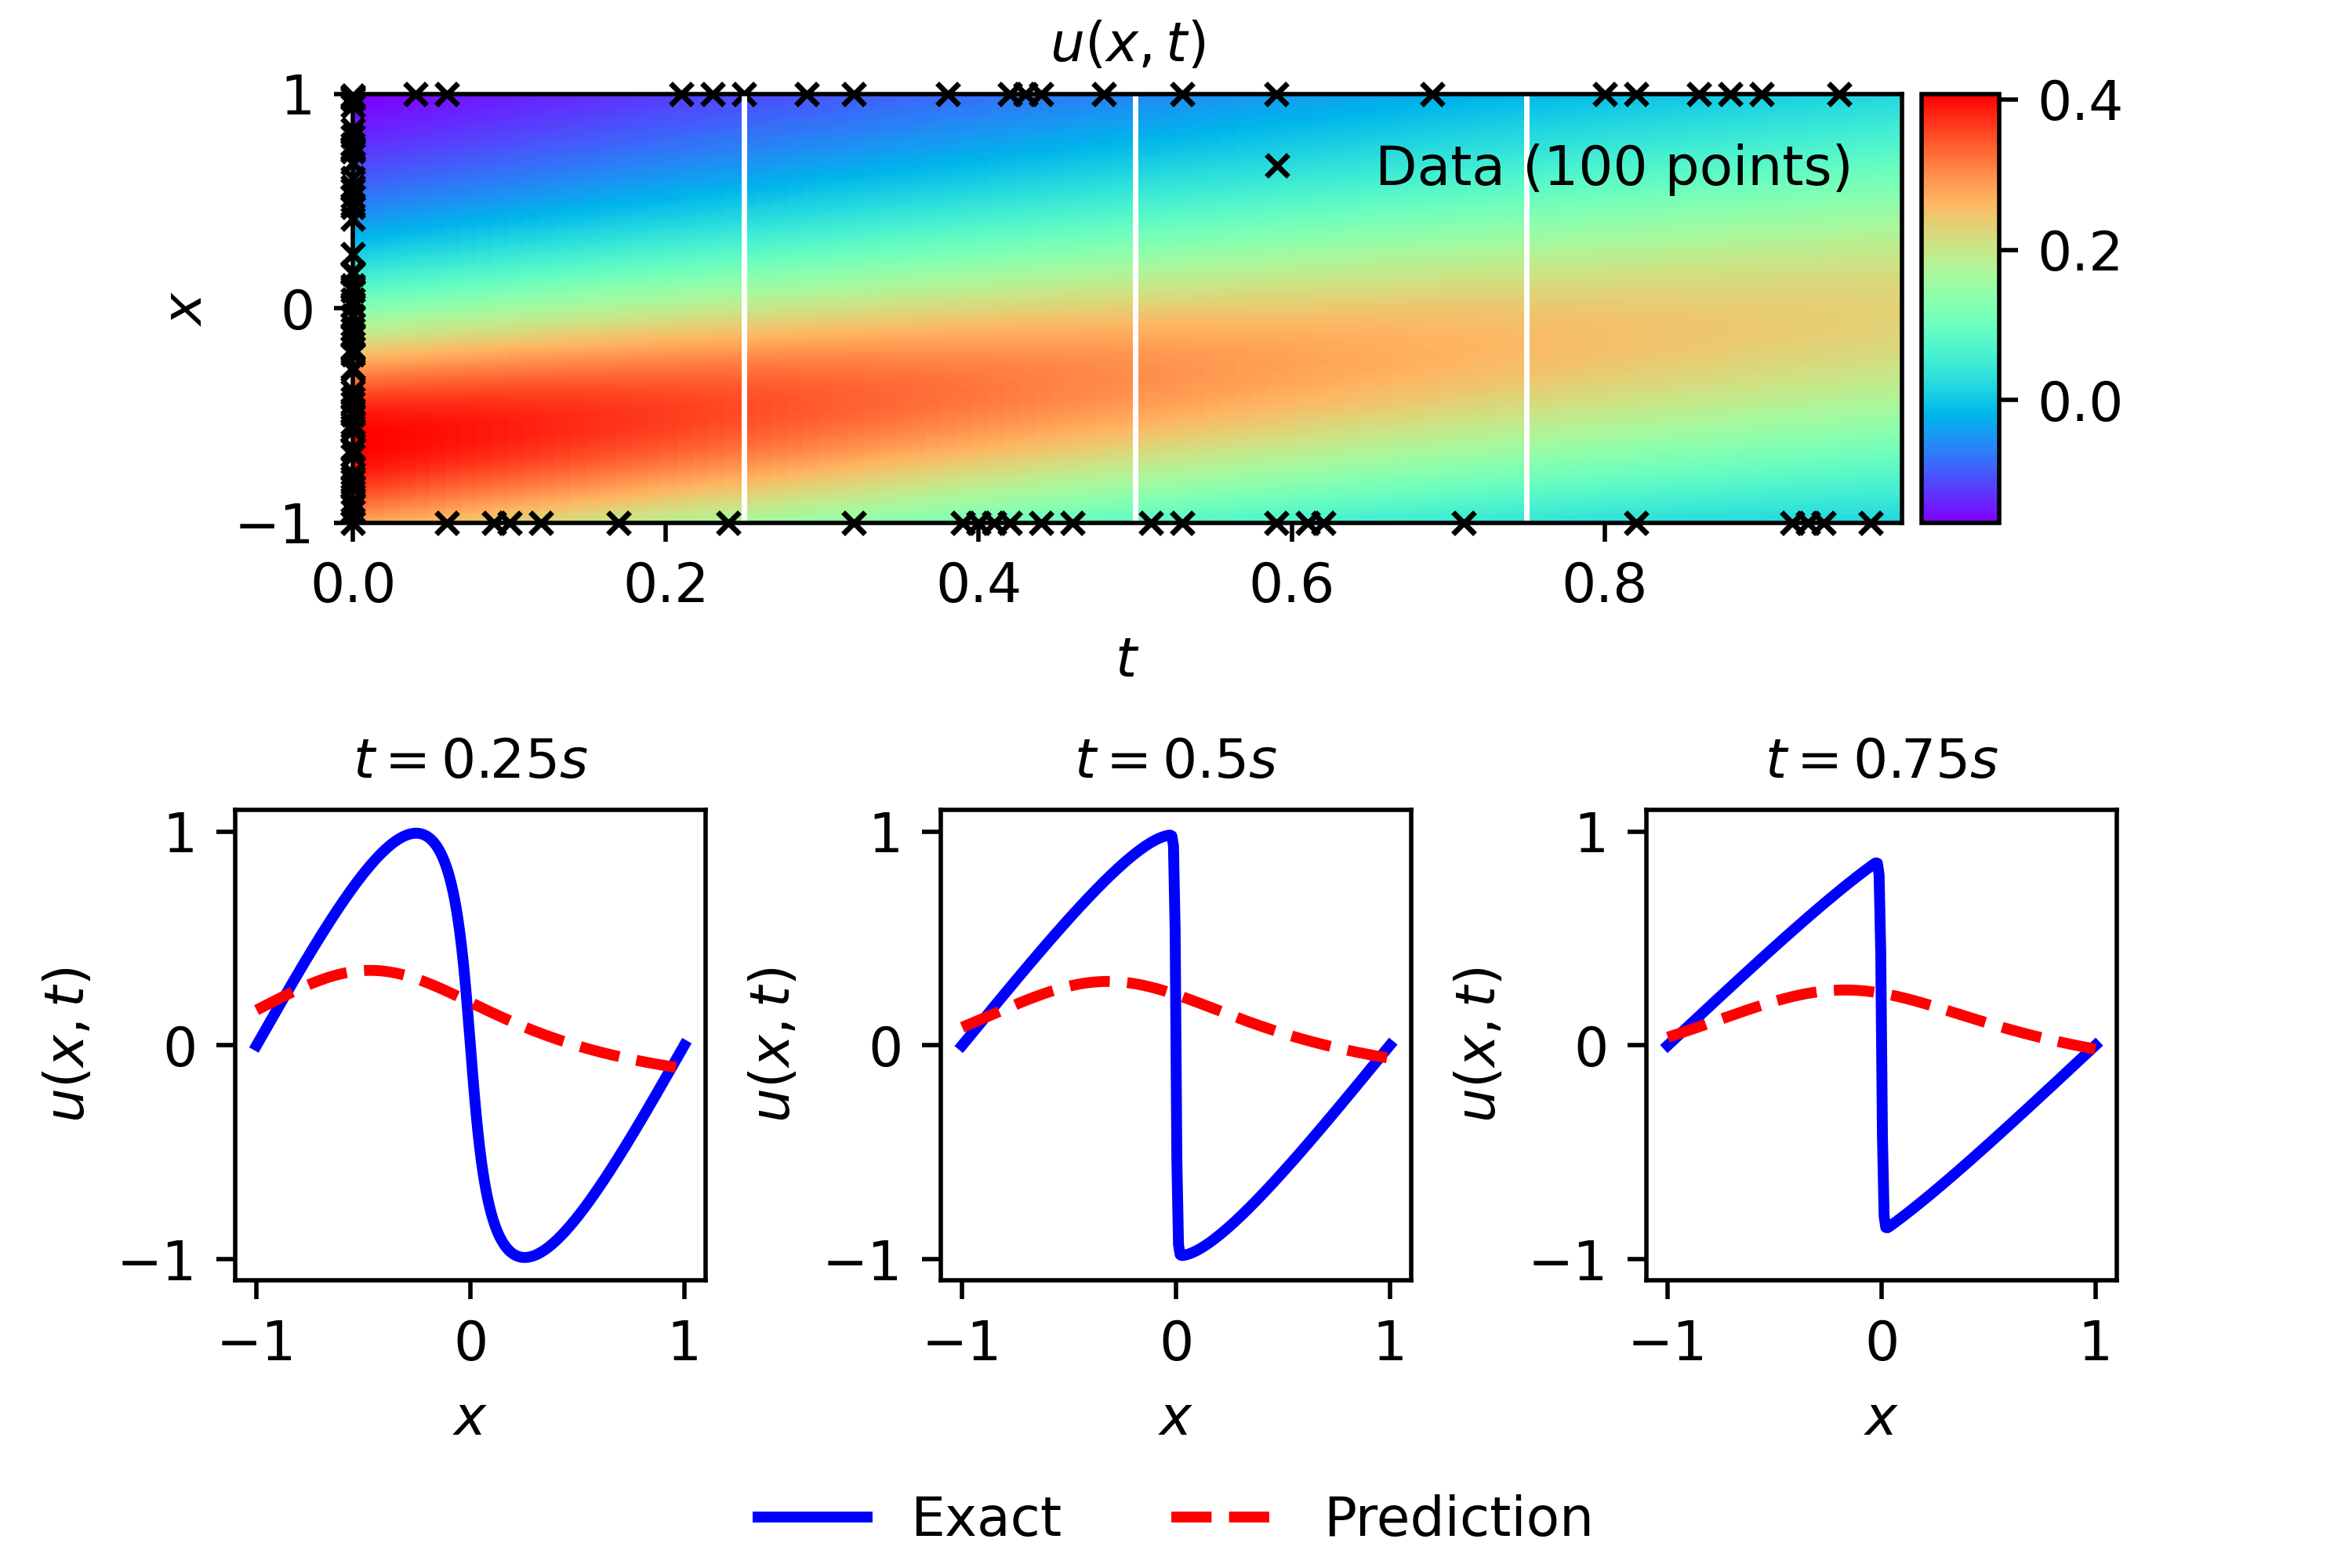 u(x, t)
1
0
−1
x
Data (100 points)
0.4
0.2
0.0
0.0 0.2 0.4 0.6 0.8
t
t = 0.25s
1
0
−1
u(x, t)
−1 0 1
x
t = 0.5s
1
0
−1
u(x, t)
−1 0 1
x
t = 0.75s
1
0
−1
u(x, t)
−1 0 1
x
Exact Prediction